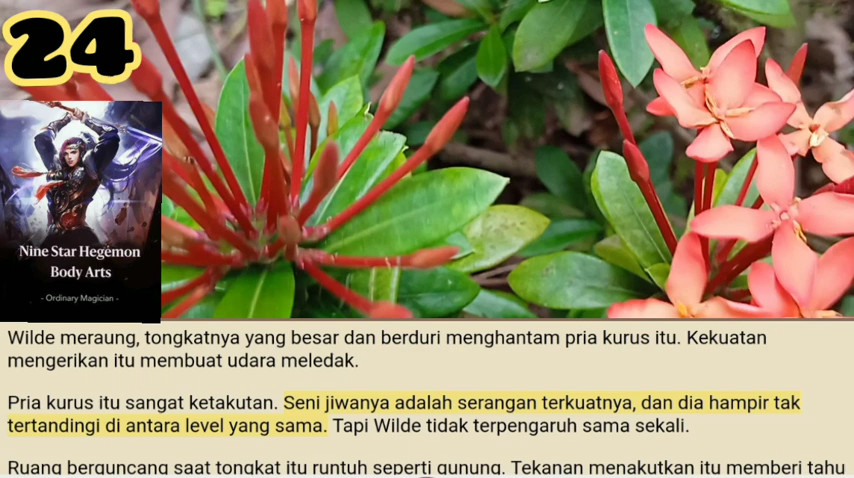 24
Nine Star Hegemon
Body Arts
- Ordinary Magician -
Wilde meraung, tongkatnya yang besar dan berduri menghantam pria kurus itu. Kekuatan
mengerikan itu membuat udara meledak.
Pria kurus itu sangat ketakutan. Seni jiwanya adalah serangan terkuatnya, dan dia hampir tak
tertandingi di antara level yang sama. Tapi Wilde tidak terpengaruh sama sekali.
Ruang berguncang saat tongkat itu runtuh seperti gunung. Tekanan menakutkan itu memberi tahu